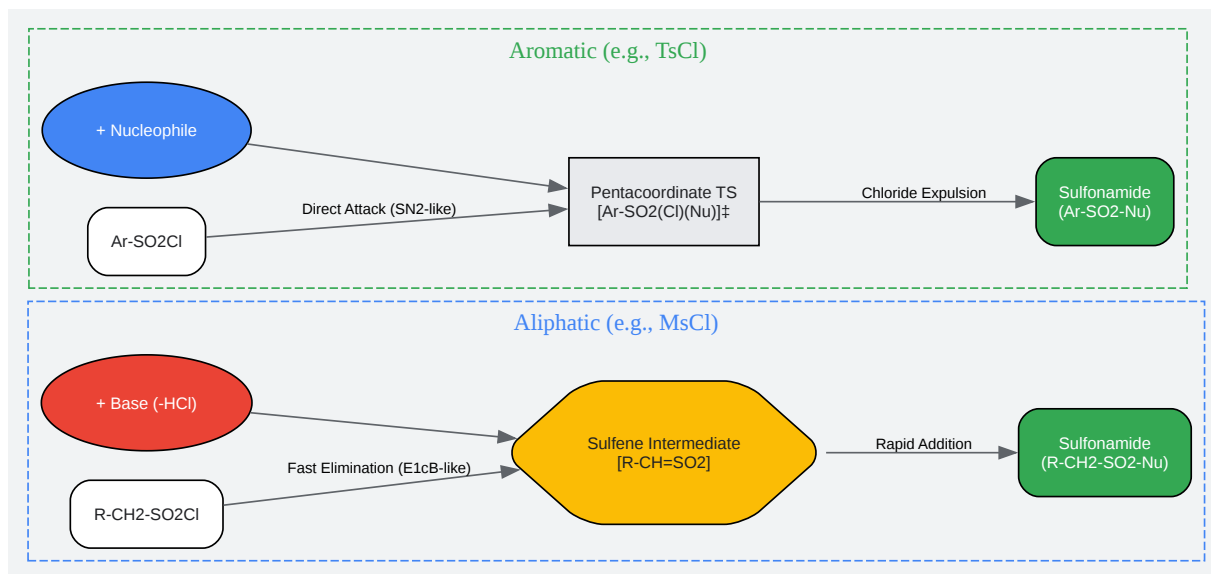 Aromatic (e.g., TsCl)
+ Nucleophile
Direct Attack (SN2-like)
Ar-SO2Cl
Pentacoordinate TS
[Ar-SO2(Cl)(Nu)]‡
Chloride Expulsion
Sulfonamide
(Ar-SO2-Nu)
Aliphatic (e.g., MsCl)
+ Base (-HCl)
Fast Elimination (E1cB-like)
R-CH2-SO2Cl
Sulfene Intermediate
[R-CH=SO2]
Rapid Addition
Sulfonamide
(R-CH2-SO2-Nu)